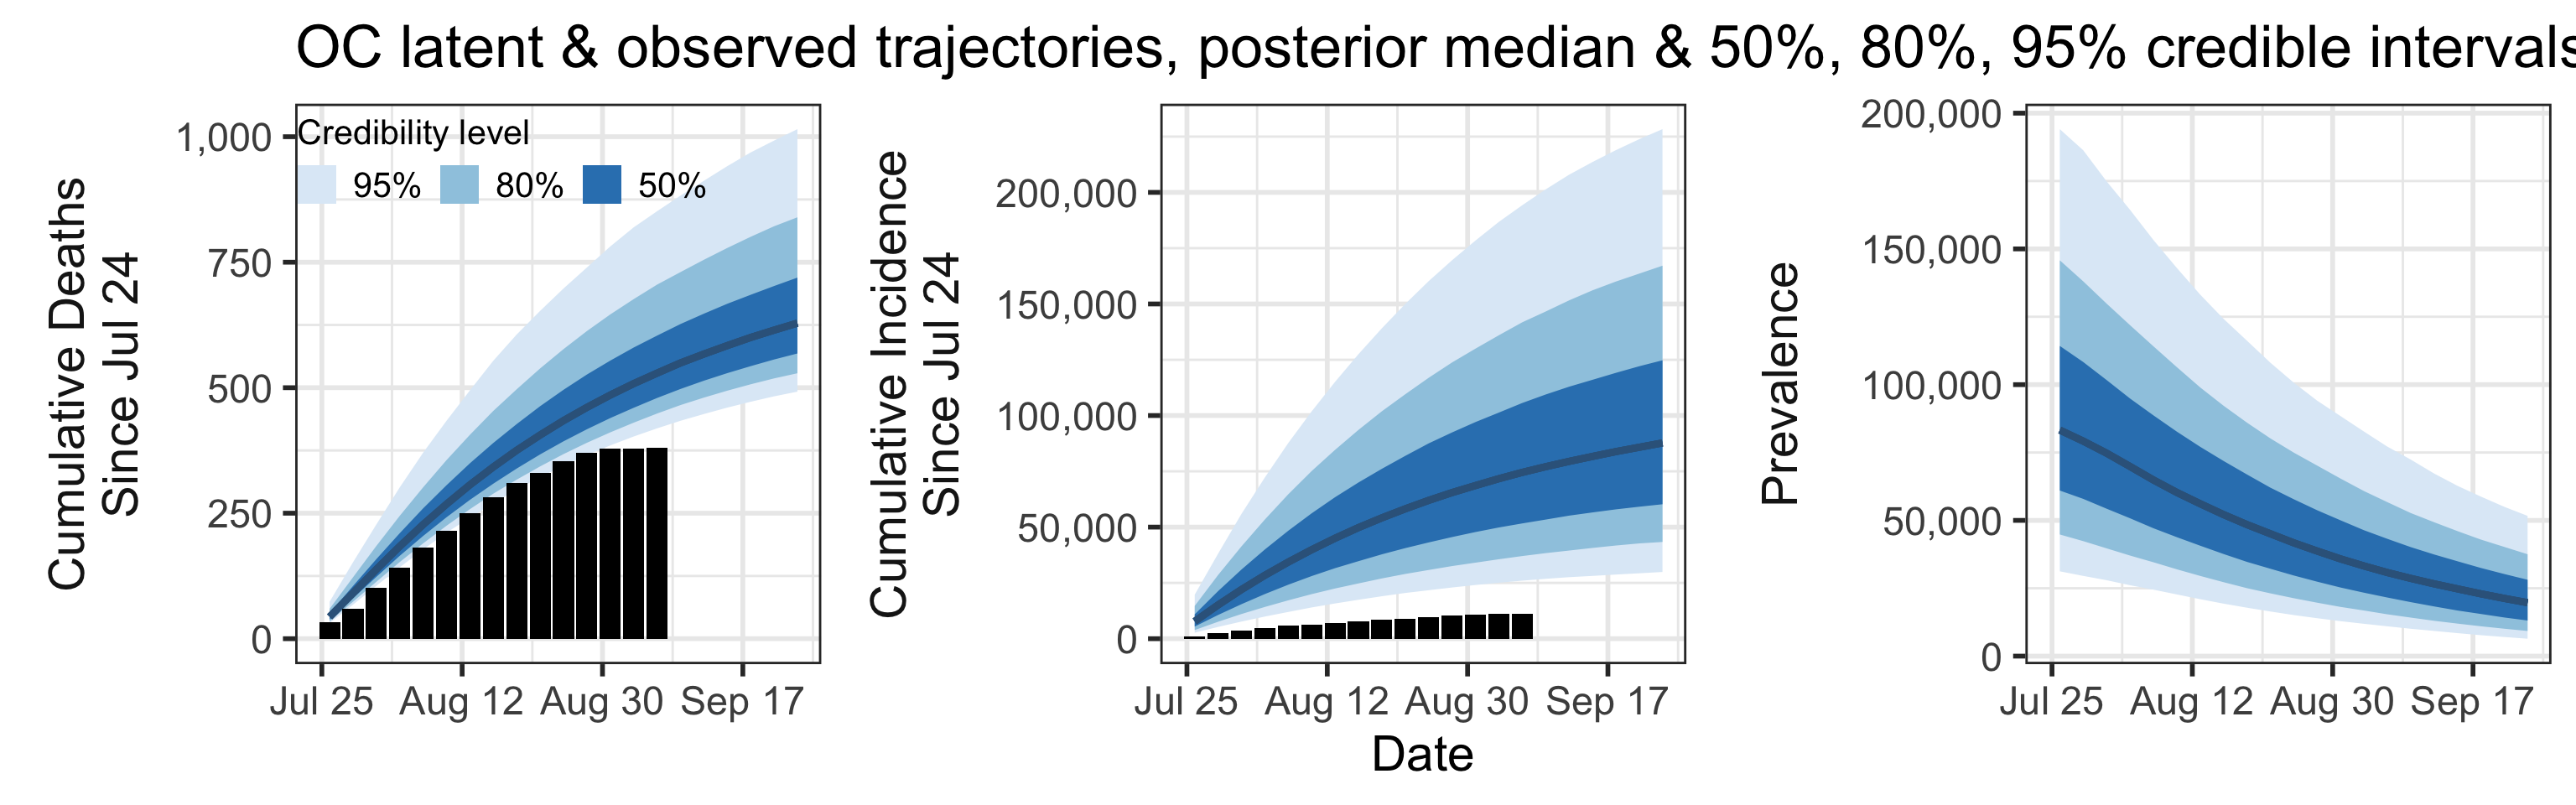 OC latent & observed trajectories, posterior median & 50%, 80%, 95% credible intervals
Cumulative Deaths
Since Jul 24
1,000
750
500
250
0
Credibility level
95% 80% 50%
Jul 25 Aug 12 Aug 30 Sep 17
Cumulative Incidence
Since Jul 24
200,000
150,000
100,000
50,000
0
Jul 25 Aug 12 Aug 30 Sep 17
Prevalence
200,000
150,000
100,000
50,000
0
Jul 25 Aug 12 Aug 30 Sep 17
Date